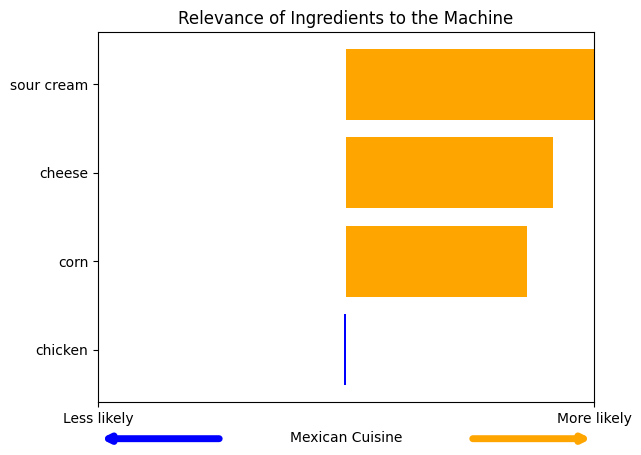 Relevance of Ingredients to the Machine
sour cream
cheese
corn
chicken
Less likely
More likely
Mexican Cuisine